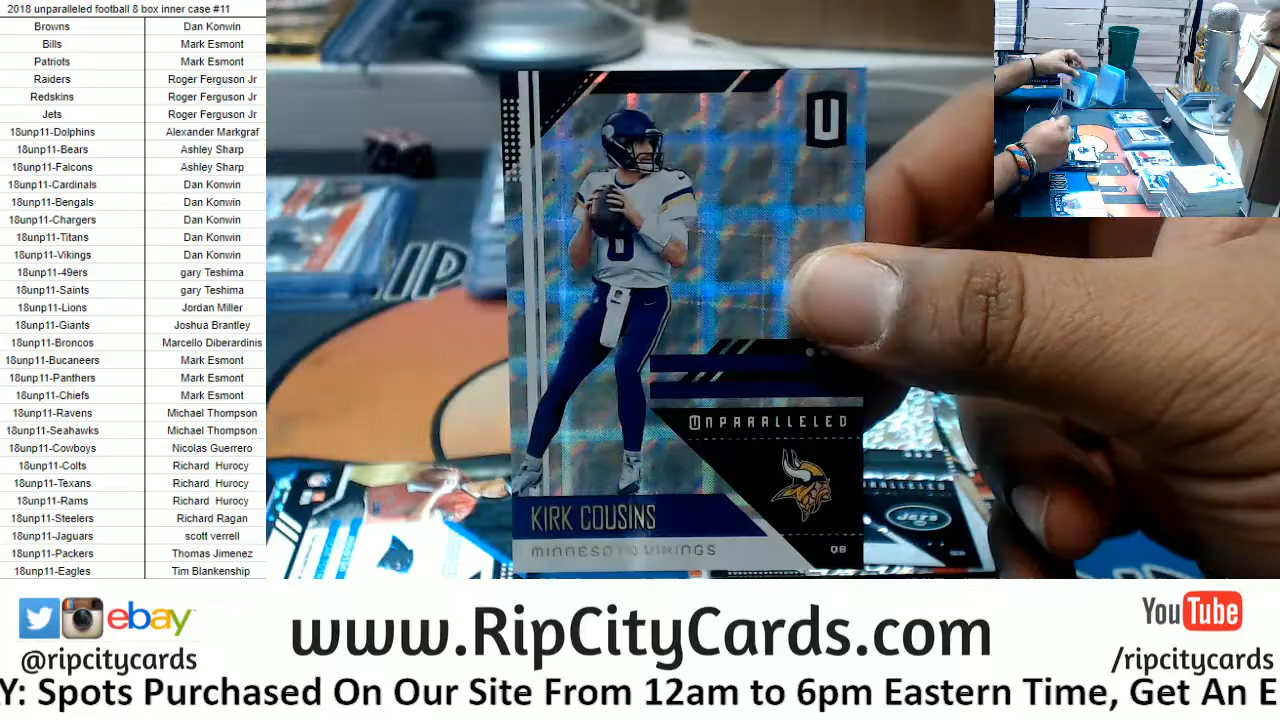 2018 unparalleled football 8 box inner case #11
Browns Dan Konwin
Bills Mark Esmont
Patriots Mark Esmont
Raiders Roger Ferguson Jr
Redskins Roger Ferguson Jr
Jets Roger Ferguson Jr
18unp11-Dolphins Alexander Markgraf
18unp11-Bears Ashley Sharp
18unp11-Falcons Ashley Sharp
18unp11-Cardinals Dan Konwin
18unp11-Bengals Dan Konwin
18unp11-Chargers Dan Konwin
18unp11-Titans Dan Konwin
18unp11-Vikings Dan Konwin
18unp11-49ers gary Teshima
18unp11-Saints gary Teshima
18unp11-Lions Jordan Miller
18unp11-Giants Joshua Brantley
18unp11-Broncos Marcello Diberardinis
18unp11-Bucaneers Mark Esmont
18unp11-Panthers Mark Esmont
18unp11-Chiefs Mark Esmont
18unp11-Ravens Michael Thompson
18unp11-Seahawks Michael Thompson
18unp11-Cowboys Nicolas Guerrero
18unp11-Colts Richard Hurocy
18unp11-Texans Richard Hurocy
18unp11-Rams Richard Hurocy
18unp11-Steelers Richard Ragan
18unp11-Jaguars scott verrell
18unp11-Packers Thomas Jimenez
18unp11-Eagles Tim Blankenship
U
8
IP
UNPARALLELED
KIRK COUSINS
MINNESOTA VIKINGS
QB
JETS
ebay
@ripcitycards
www.RipCityCards.com
YouTube
/ripcitycards
Y: Spots Purchased On Our Site From 12am to 6pm Eastern Time, Get An E